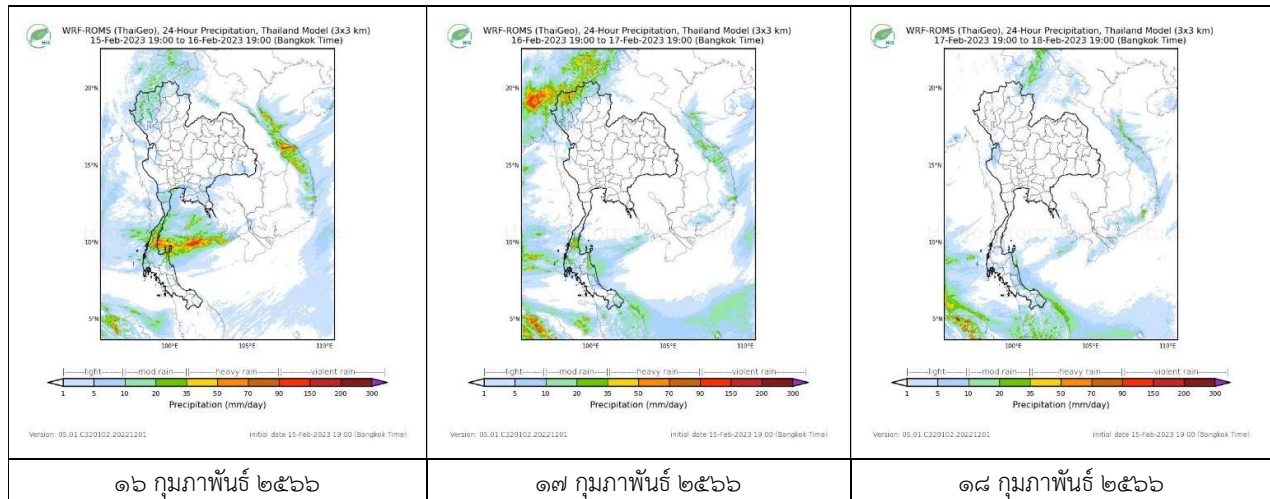 WRF-ROMS (ThaiGeo), 24-Hour Precipitation, Thailand Model (3x3 km)
15-Feb-2023 19:00 to 16-Feb-2023 19:00 (Bangkok Time)
20°N
15°N
10°N
5°N
100°E
105°E
110°E
|--------light--------||----mod rain----||------heavy rain------||----------violent rain----------|
1 5 10 20 35 50 70 90 150 200 300
Precipitation (mm/day)
Version: 05.01.C320102.20221201
initial date 15-Feb-2023 19:00 (Bangkok Time)
๑๖ กุมภาพันธ์ ๒๕๖๖
WRF-ROMS (ThaiGeo), 24-Hour Precipitation, Thailand Model (3x3 km)
16-Feb-2023 19:00 to 17-Feb-2023 19:00 (Bangkok Time)
20°N
15°N
10°N
5°N
100°E
105°E
110°E
|--------light--------||----mod rain----||------heavy rain------||----------violent rain----------|
1 5 10 20 35 50 70 90 150 200 300
Precipitation (mm/day)
Version: 05.01.C320102.20221201
initial date 15-Feb-2023 19:00 (Bangkok Time)
๑๗ กุมภาพันธ์ ๒๕๖๖
WRF-ROMS (ThaiGeo), 24-Hour Precipitation, Thailand Model (3x3 km)
17-Feb-2023 19:00 to 18-Feb-2023 19:00 (Bangkok Time)
20°N
15°N
10°N
5°N
100°E
105°E
110°E
|--------light--------||----mod rain----||------heavy rain------||----------violent rain----------|
1 5 10 20 35 50 70 90 150 200 300
Precipitation (mm/day)
Version: 05.01.C320102.20221201
initial date 15-Feb-2023 19:00 (Bangkok Time)
๑๘ กุมภาพันธ์ ๒๕๖๖